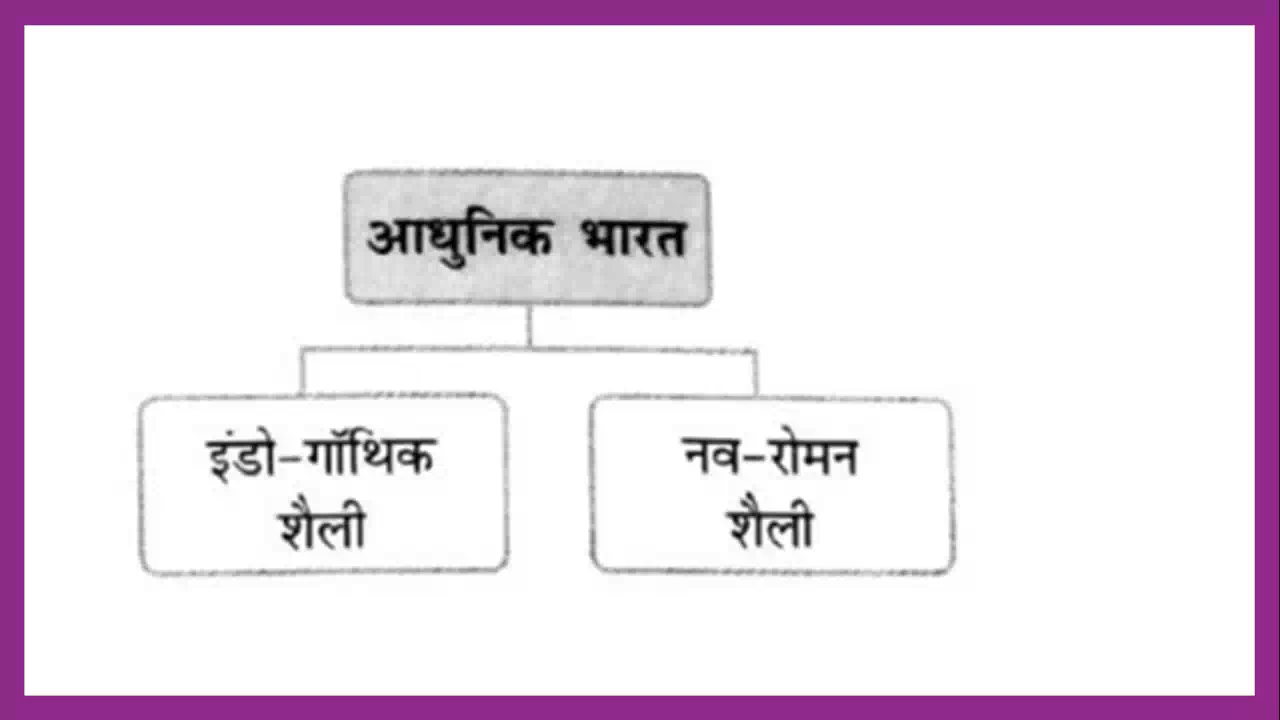 आधुनिक भारत
इंडो-गॉथिक
शैली
नव-रोमन
शैली